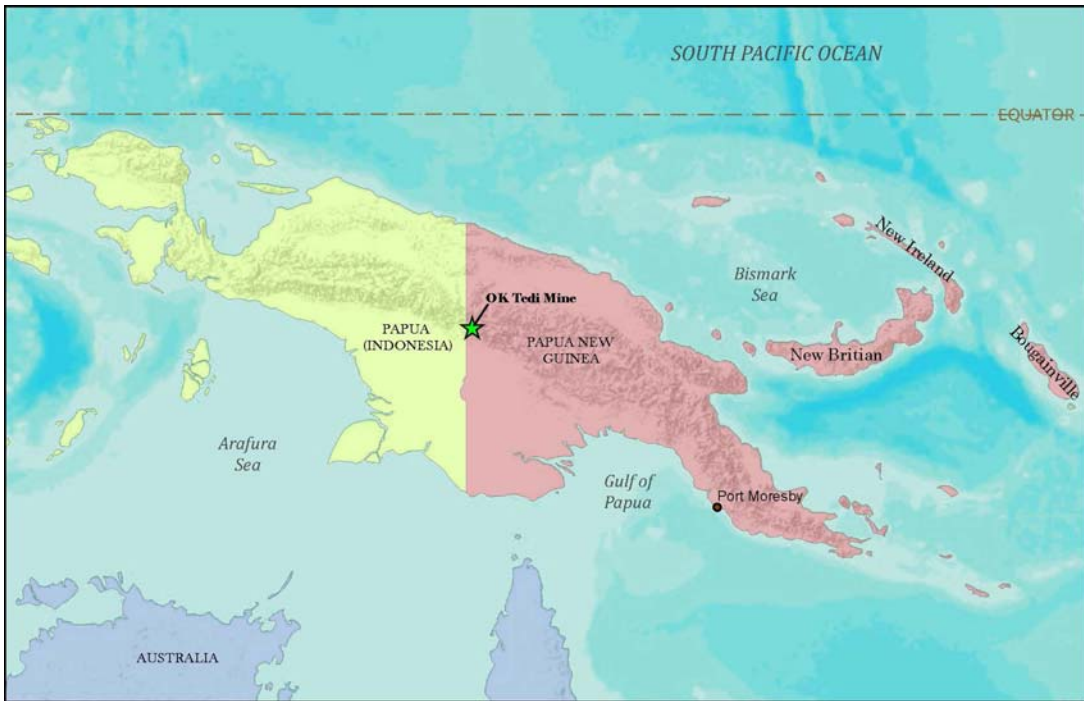 SOUTH PACIFIC OCEAN
EQUATOR
New Ireland
Bismark
Sea
OK Tedi Mine
PAPUA
(INDONESIA)
PAPUA NEW
GUINEA
New Britian
Bougainville
Arafura
Sea
Gulf of
Papua
Port Moresby
AUSTRALIA